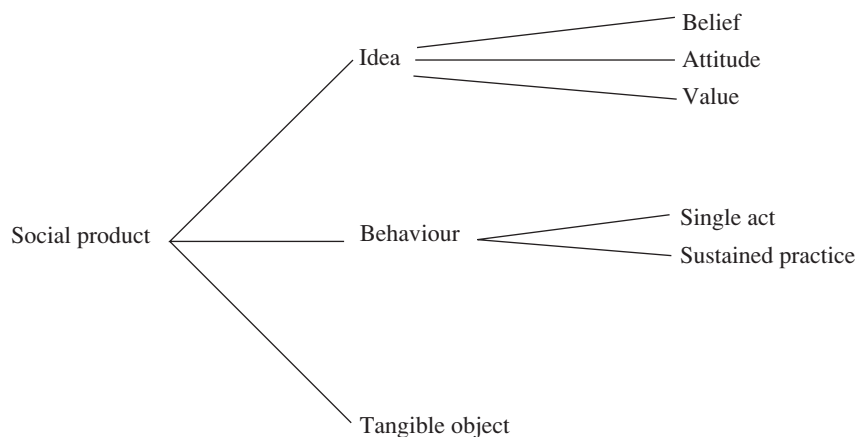 Belief
Idea
Attitude
Value
Social product
Behaviour
Single act
Sustained practice
Tangible object